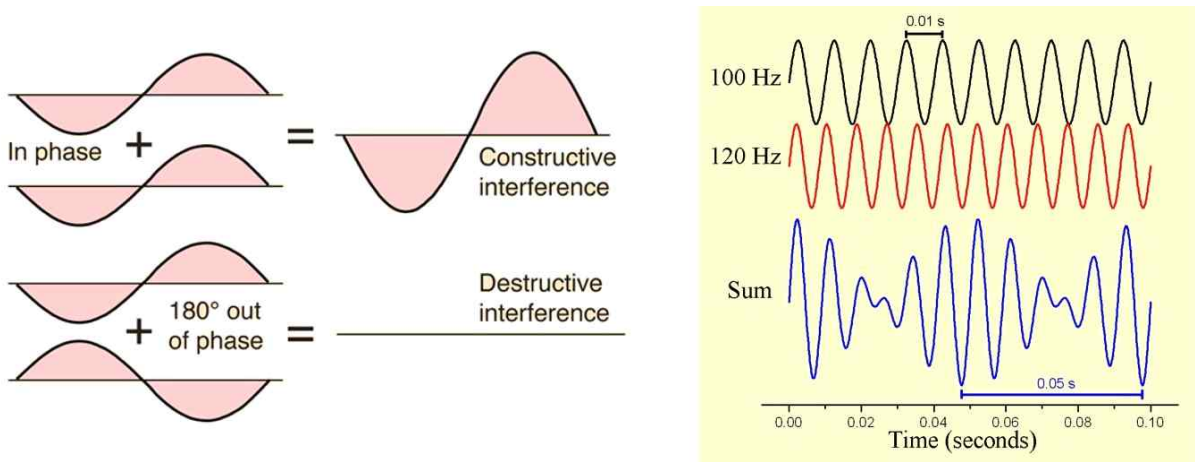 In phase
+
=
Constructive
interference
+
180° out
of phase
=
Destructive
interference
0.01 s
100 Hz
120 Hz
Sum
0.05 s
0.00 0.02 0.04 0.06 0.08 0.10
Time (seconds)